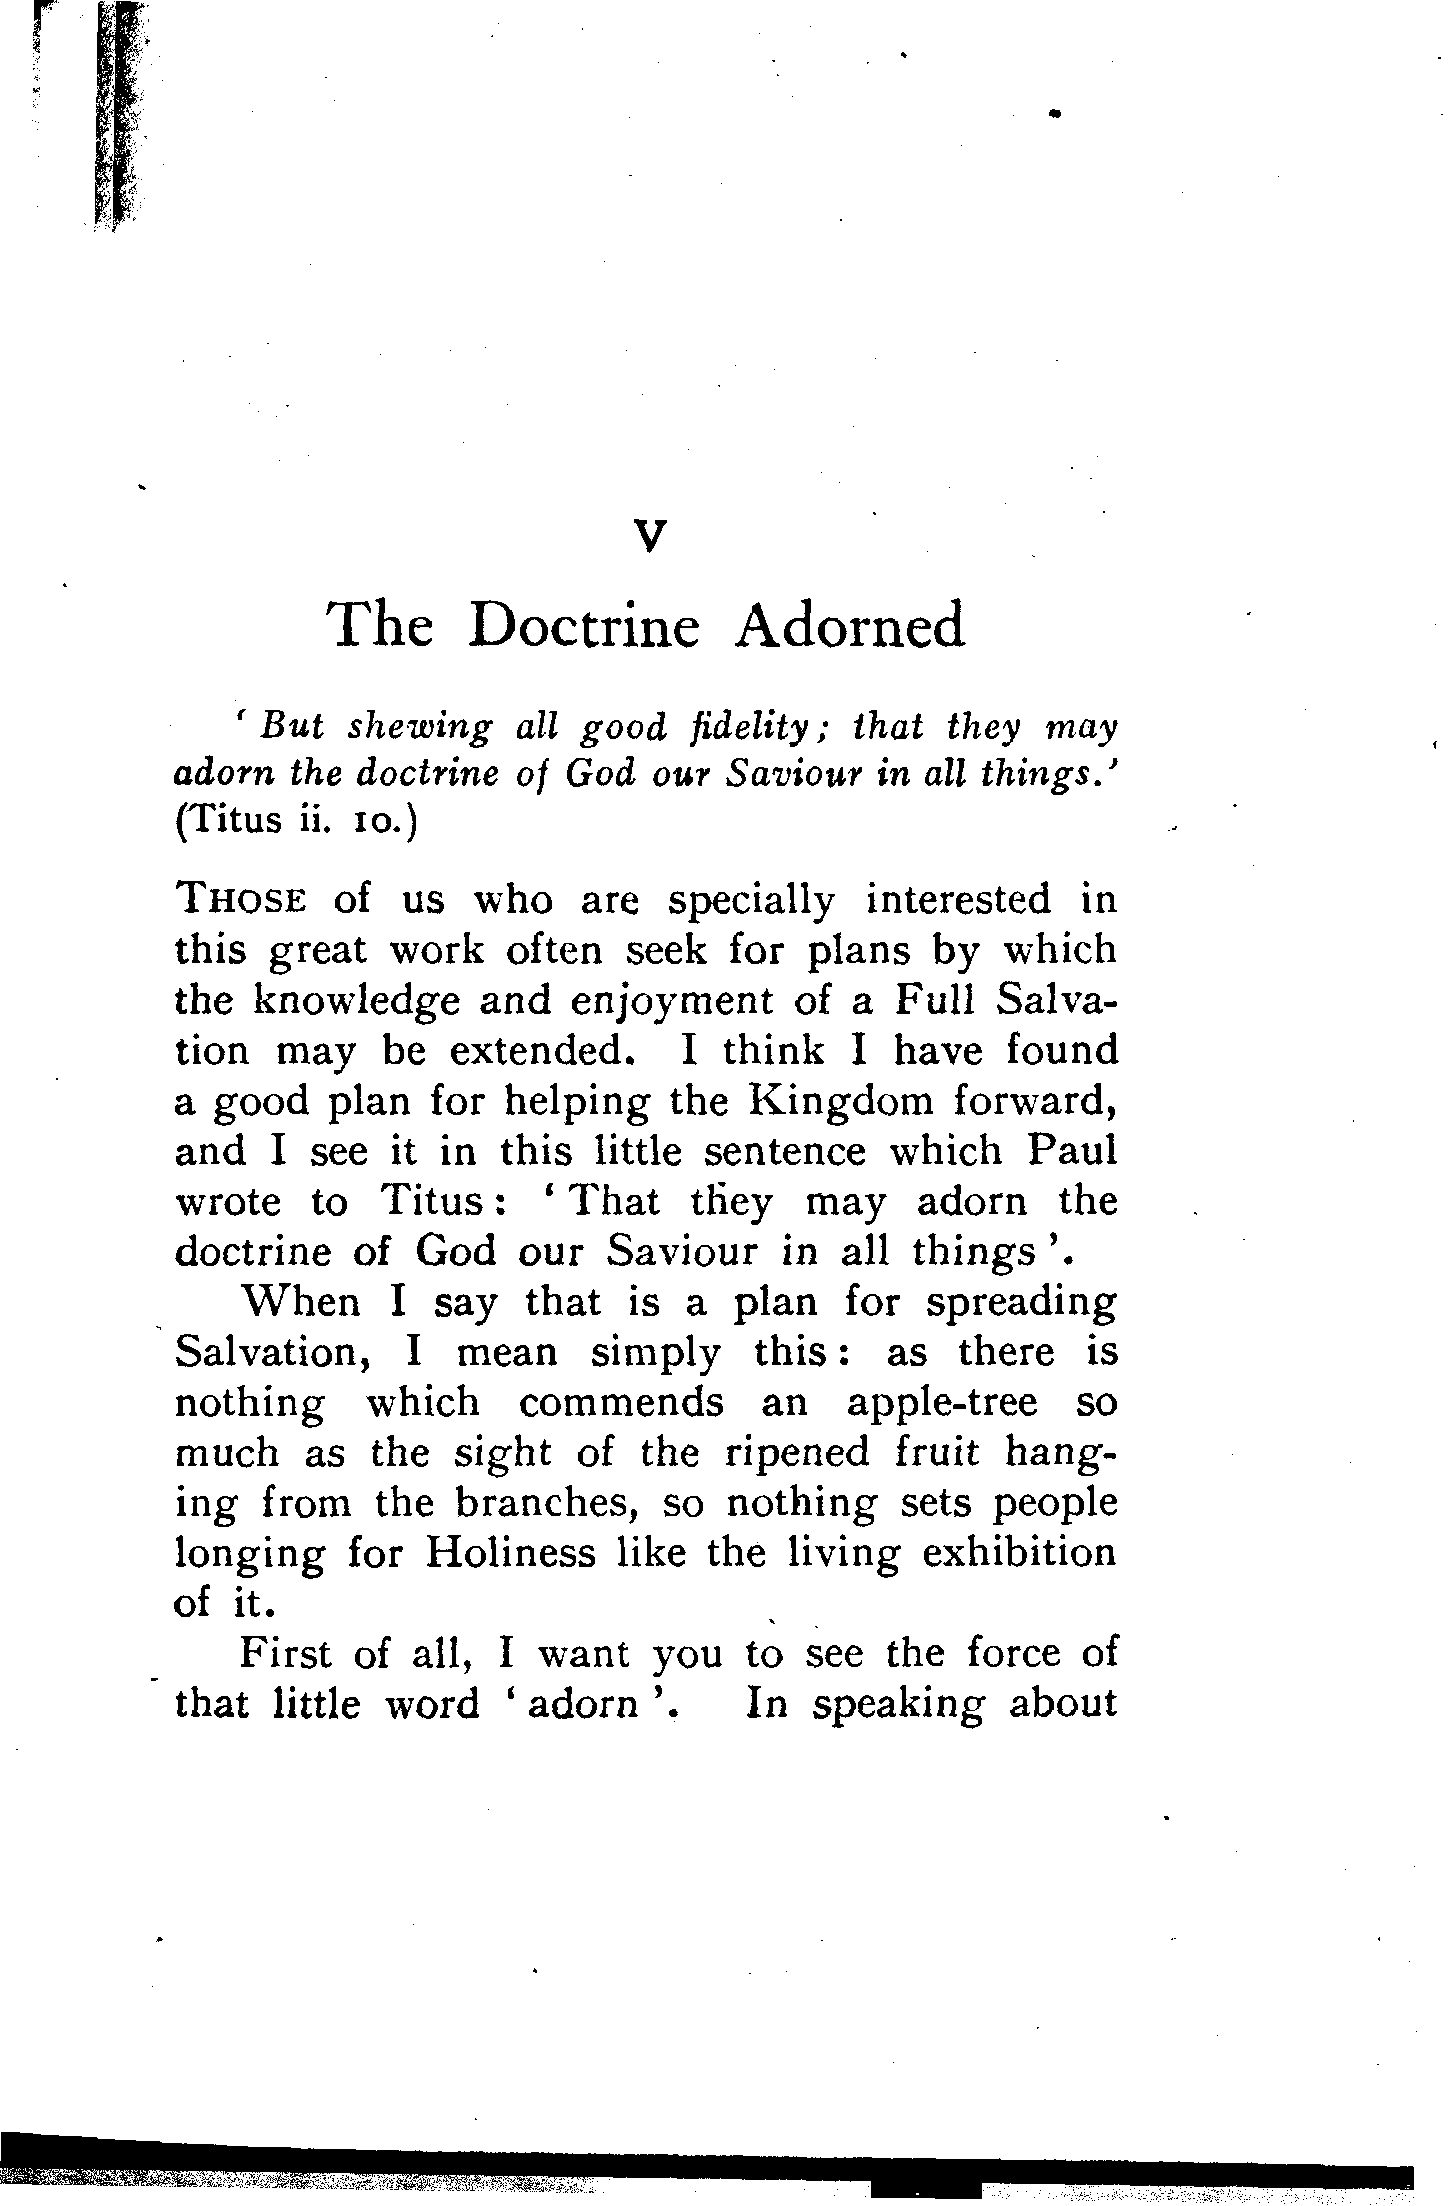 V
The Doctrine Adorned
‘ But shewing all good fidelity ; that they may
adorn the doctrine of God our Saviour in all things.’
(Titus ii. 10.)
THOSE of us who are specially interested in
this great work often seek for plans by which
the knowledge and enjoyment of a Full Salva-
tion may be extended. I think I have found
a good plan for helping the Kingdom forward,
and I see it in this little sentence which Paul
wrote to Titus : ‘ That they may adorn the
doctrine of God our Saviour in all things ’.
When I say that is a plan for spreading
Salvation, I mean simply this : as there is
nothing which commends an apple-tree so
much as the sight of the ripened fruit hang-
ing from the branches, so nothing sets people
longing for Holiness like the living exhibition
of it.
First of all, I want you to see the force of
that little word ‘ adorn ’. In speaking about